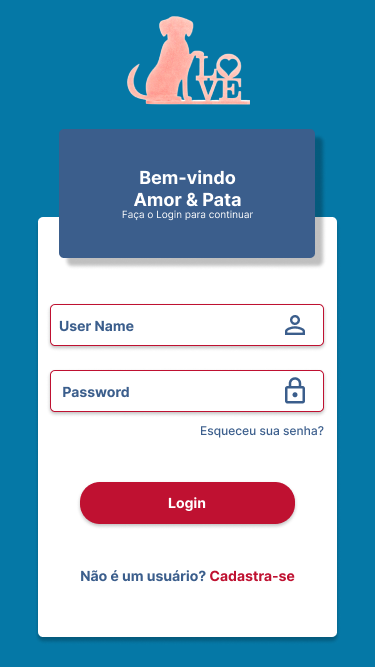 LOVE
Bem-vindo
Amor & Pata
Faça o Login para continuar
User Name
Password
Esqueceu sua senha?
Login
Não é um usuário? Cadastra-se